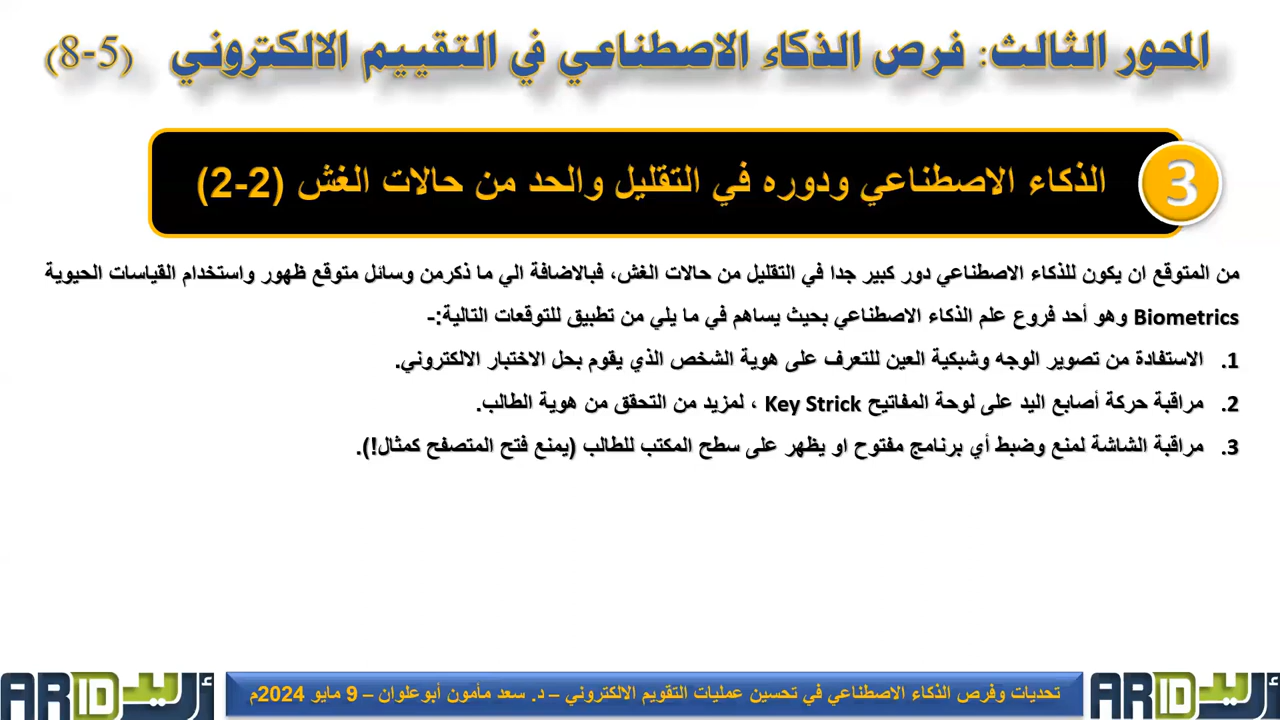 المحور الثالث: فرص الذكاء الاصطناعي في التقييم الالكتروني (5-8)
3
الذكاء الاصطناعي ودوره في التقليل والحد من حالات الغش (2-2)
من المتوقع ان يكون للذكاء الاصطناعي دور كبير جدا في التقليل من حالات الغش، فبالاضافة الي ما ذكرمن وسائل متوقع ظهور واستخدام القياسات الحيوية
Biometrics وهو أحد فروع علم الذكاء الاصطناعي بحيث يساهم في ما يلي من تطبيق للتوقعات التالية:-
1. الاستفادة من تصوير الوجه وشبكية العين للتعرف على هوية الشخص الذي يقوم بحل الاختبار الالكتروني.
2. مراقبة حركة أصابع اليد على لوحة المفاتيح Key Strick ، لمزيد من التحقق من هوية الطالب.
3. مراقبة الشاشة لمنع وضبط أي برنامج مفتوح او يظهر على سطح المكتب للطالب (يمنع فتح المتصفح كمثال!).
ARID أريد
تحديات وفرص الذكاء الاصطناعي في تحسين عمليات التقويم الالكتروني – د. سعد مأمون أبوعلوان – 9 مايو 2024م
ARID أريد